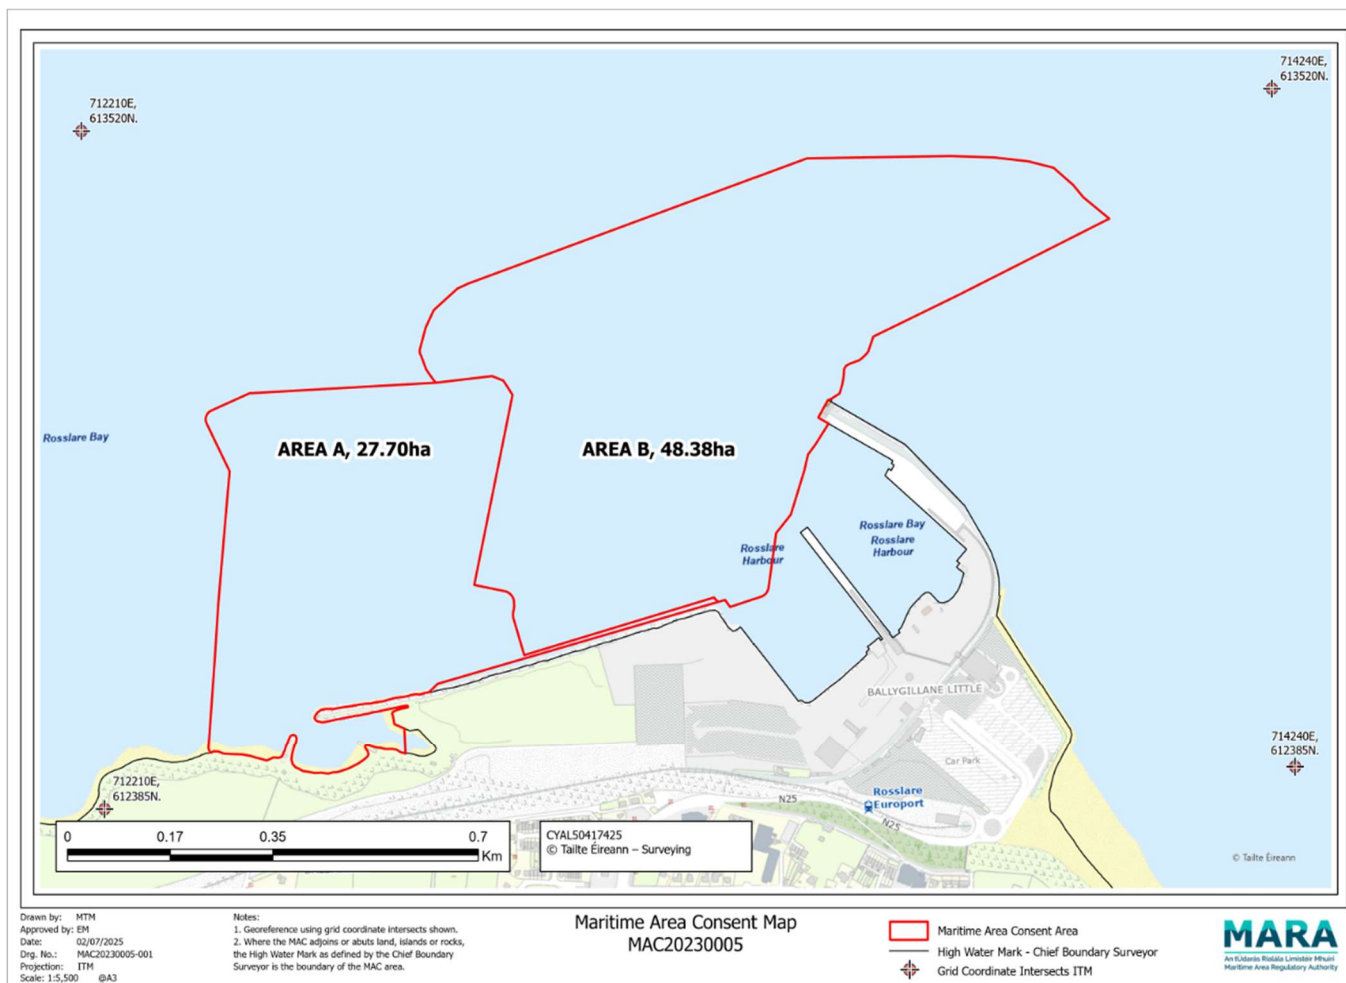 714240E,
613520N.
712210E,
613520N.
Rosslare Bay
AREA A, 27.70ha
AREA B, 48.38ha
Rosslare Bay
Rosslare
Harbour
Rosslare
Harbour
BALLYGILLANE LITTLE
714240E,
612385N.
Car Park
712210E,
612385N.
Rosslare
Europort
N25
N25
0 0.17 0.35 0.7
Km
CYAL50417425
© Tailte Éireann – Surveying
© Tailte Éireann
Drawn by: MTM
Approved by: EM
Date: 02/07/2025
Drg. No.: MAC20230005-001
Projection: ITM
Scale: 1:5,500 @A3
Notes:
1. Georeference using grid coordinate intersects shown.
2. Where the MAC adjoins or abuts land, islands or rocks,
the High Water Mark as defined by the Chief Boundary
Surveyor is the boundary of the MAC area.
Maritime Area Consent Map
MAC20230005
Maritime Area Consent Area
High Water Mark - Chief Boundary Surveyor
Grid Coordinate Intersects ITM
MARA
An tÚdarás Rialála Limistéir Mhuirí
Maritime Area Regulatory Authority